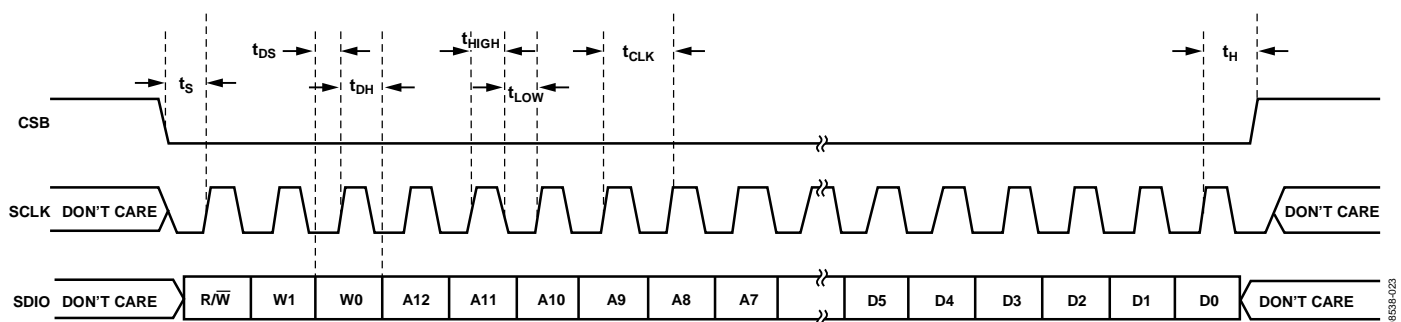 tDS tHIGH tCLK tH
tS tDH tLOW
CSB
SCLK DON'T CARE DON'T CARE
SDIO DON'T CARE R/W̅ W1 W0 A12 A11 A10 A9 A8 A7 D5 D4 D3 D2 D1 D0 DON'T CARE
8538-023